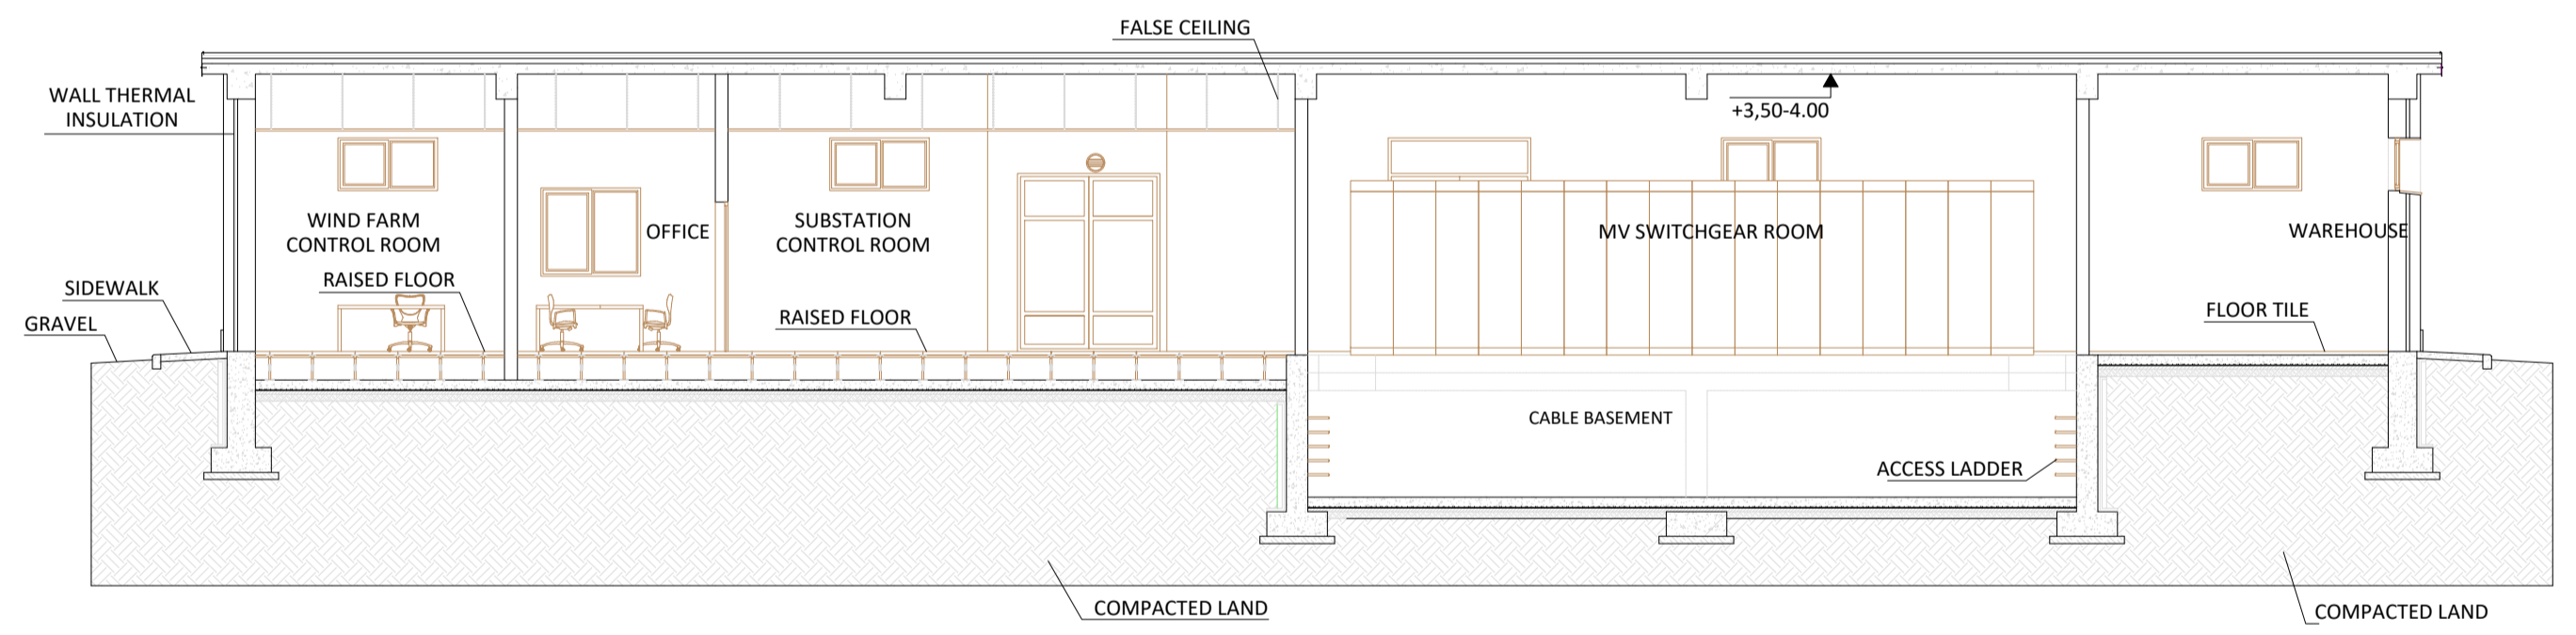 FALSE CEILING
WALL THERMAL
INSULATION
+3,50-4.00
WIND FARM
CONTROL ROOM
OFFICE
SUBSTATION
CONTROL ROOM
MV SWITCHGEAR ROOM
WAREHOUSE
RAISED FLOOR
SIDEWALK
GRAVEL
RAISED FLOOR
FLOOR TILE
CABLE BASEMENT
ACCESS LADDER
COMPACTED LAND
COMPACTED LAND